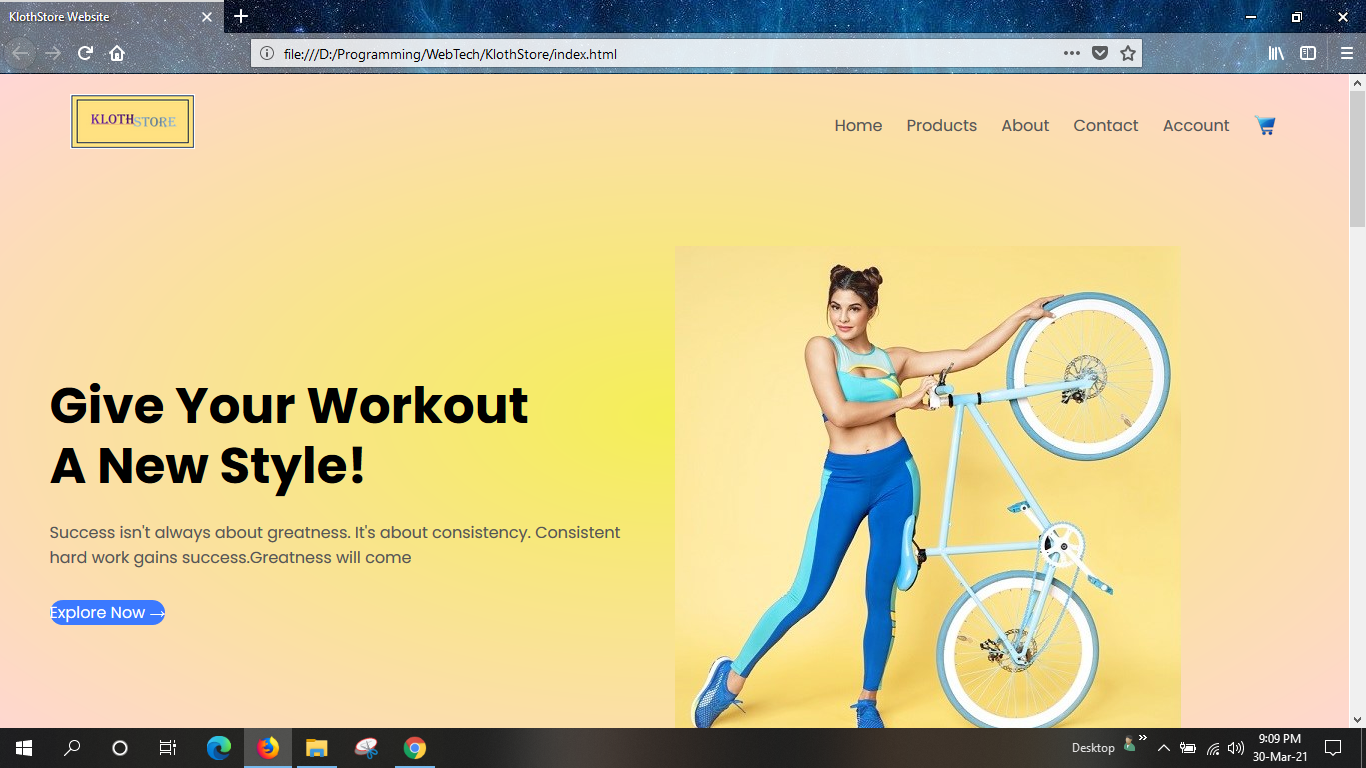 KlothStore Website
file:///D:/Programming/WebTech/KlothStore/index.html
KLOTHSTORE
Home Products About Contact Account
Give Your Workout
A New Style!
Success isn't always about greatness. It's about consistency. Consistent
hard work gains success.Greatness will come
Explore Now →
Desktop
9:09 PM
30-Mar-21